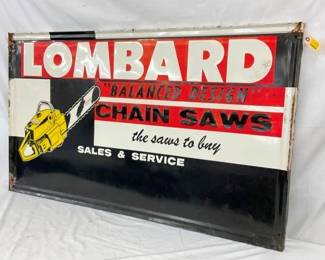 LOMBARD
"BALANCED DESIGN"
CHAIN SAWS
the saws to buy
SALES & SERVICE